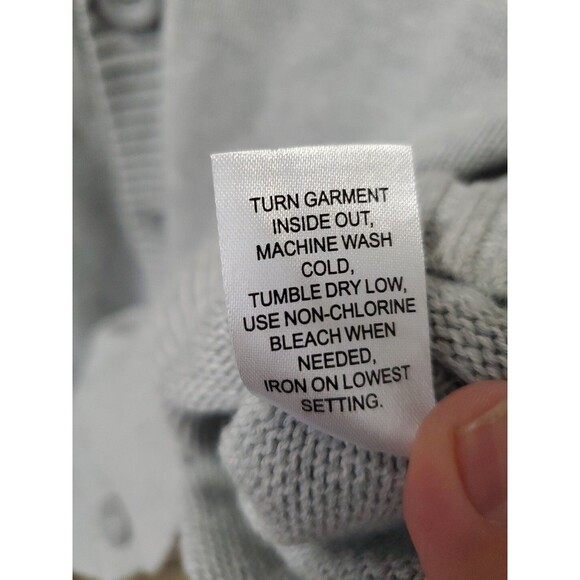 TURN GARMENT
INSIDE OUT,
MACHINE WASH
COLD,
TUMBLE DRY LOW,
USE NON-CHLORINE
BLEACH WHEN
NEEDED,
IRON ON LOWEST
SETTING.